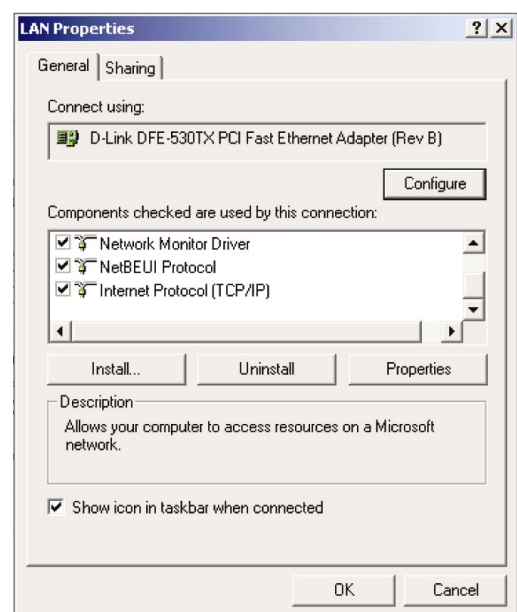 LAN Properties
General Sharing
Connect using:
D-Link DFE-530TX PCI Fast Ethernet Adapter (Rev B)
Configure
Components checked are used by this connection:
Network Monitor Driver
NetBEUI Protocol
Internet Protocol (TCP/IP)
Install... Uninstall Properties
Description
Allows your computer to access resources on a Microsoft
network.
Show icon in taskbar when connected
OK Cancel